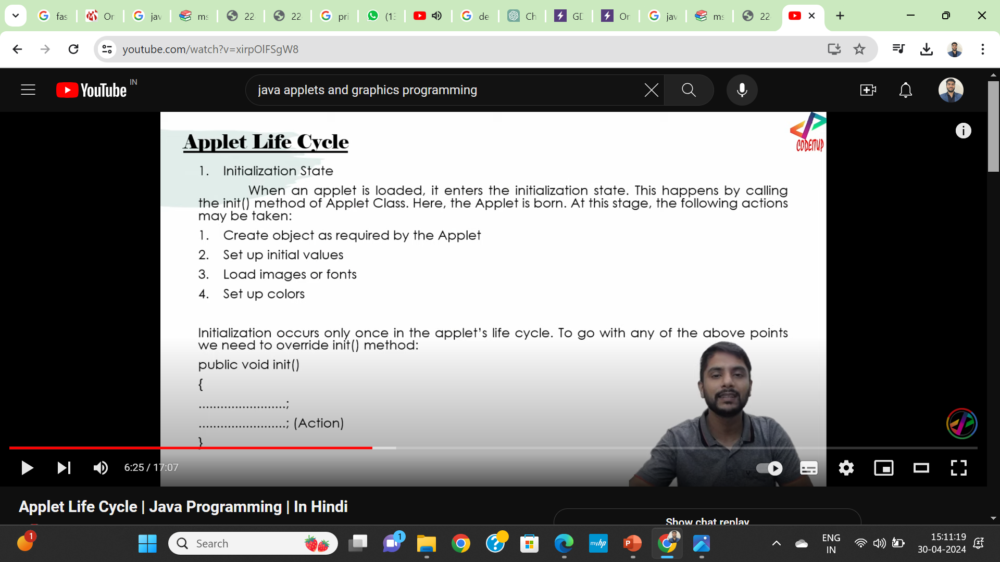 fas
Or
jav
ms
22
22
pri
(13
de
Ch
GD
Or
jav
ms
22
youtube.com/watch?v=xirpOlFSgW8
YouTube IN
java applets and graphics programming
Applet Life Cycle
CODEITUP
1. Initialization State
When an applet is loaded, it enters the initialization state. This happens by calling
the init() method of Applet Class. Here, the Applet is born. At this stage, the following actions
may be taken:
1. Create object as required by the Applet
2. Set up initial values
3. Load images or fonts
4. Set up colors
Initialization occurs only once in the applet's life cycle. To go with any of the above points
we need to override init() method:
public void init()
{
........................;
........................; (Action)
}
6:25 / 17:07
Applet Life Cycle | Java Programming | In Hindi
Show chat replay
1
Search
1
myhp
P
ENG
IN
15:11:19
30-04-2024